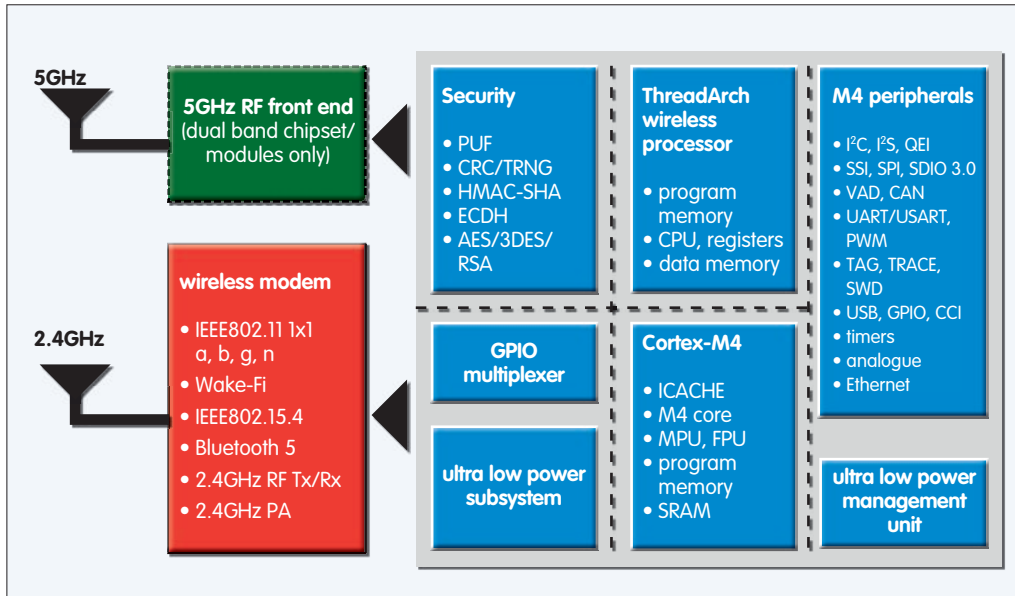 5GHz
5GHz RF front end
(dual band chipset/
modules only)
2.4GHz
wireless modem
• IEEE802.11 1x1
a, b, g, n
• Wake-Fi
• IEEE802.15.4
• Bluetooth 5
• 2.4GHz RF Tx/Rx
• 2.4GHz PA
Security
• PUF
• CRC/TRNG
• HMAC-SHA
• ECDH
• AES/3DES/
RSA
ThreadArch
wireless
processor
• program
memory
• CPU, registers
• data memory
M4 peripherals
• I²C, I²S, QEI
• SSI, SPI, SDIO 3.0
• VAD, CAN
• UART/USART,
PWM
• TAG, TRACE,
SWD
• USB, GPIO, CCI
• timers
• analogue
• Ethernet
GPIO
multiplexer
ultra low power
subsystem
Cortex-M4
• ICACHE
• M4 core
• MPU, FPU
• program
memory
• SRAM
ultra low power
management
unit